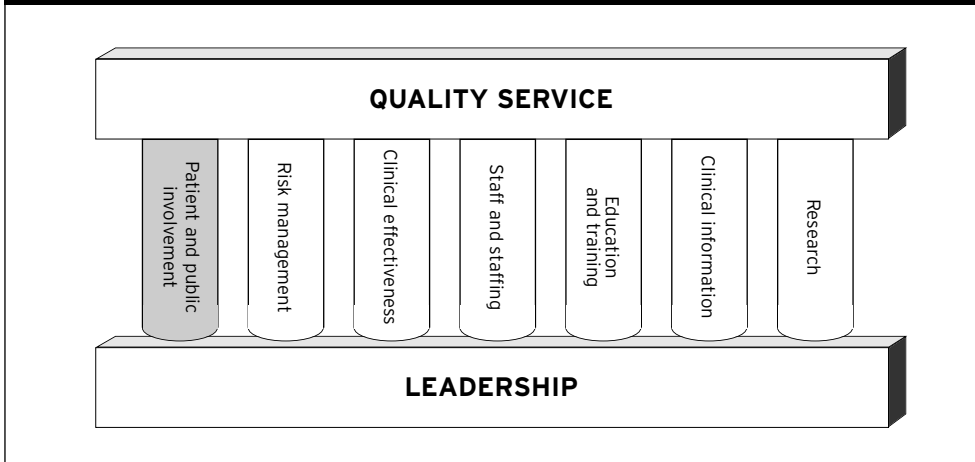 QUALITY SERVICE
Patient and public
involvement
Risk management
Clinical effectiveness
Staff and staffing
Education
and training
Clinical information
Research
LEADERSHIP